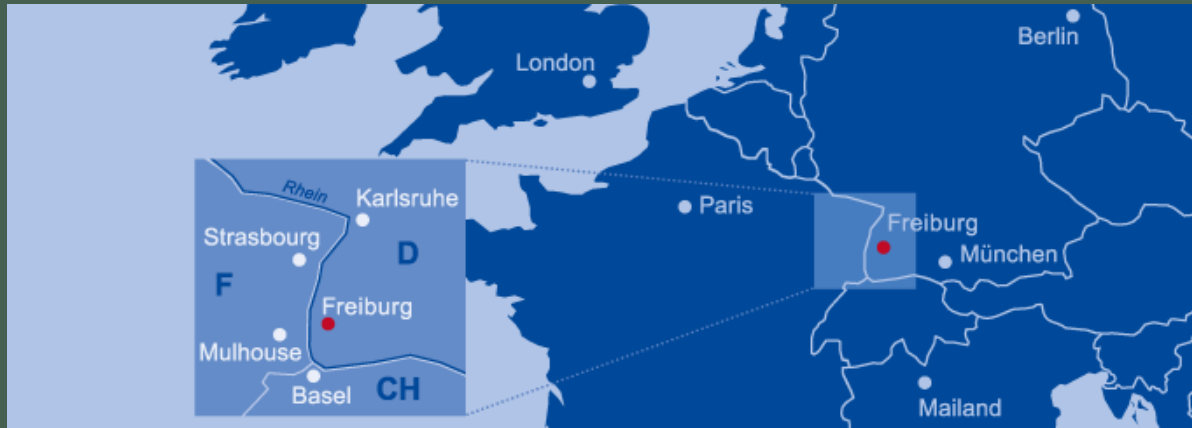 Berlin
London
Paris
Freiburg
München
Mailand
Rhein
Karlsruhe
Strasbourg
D
F
Freiburg
Mulhouse
Basel
CH